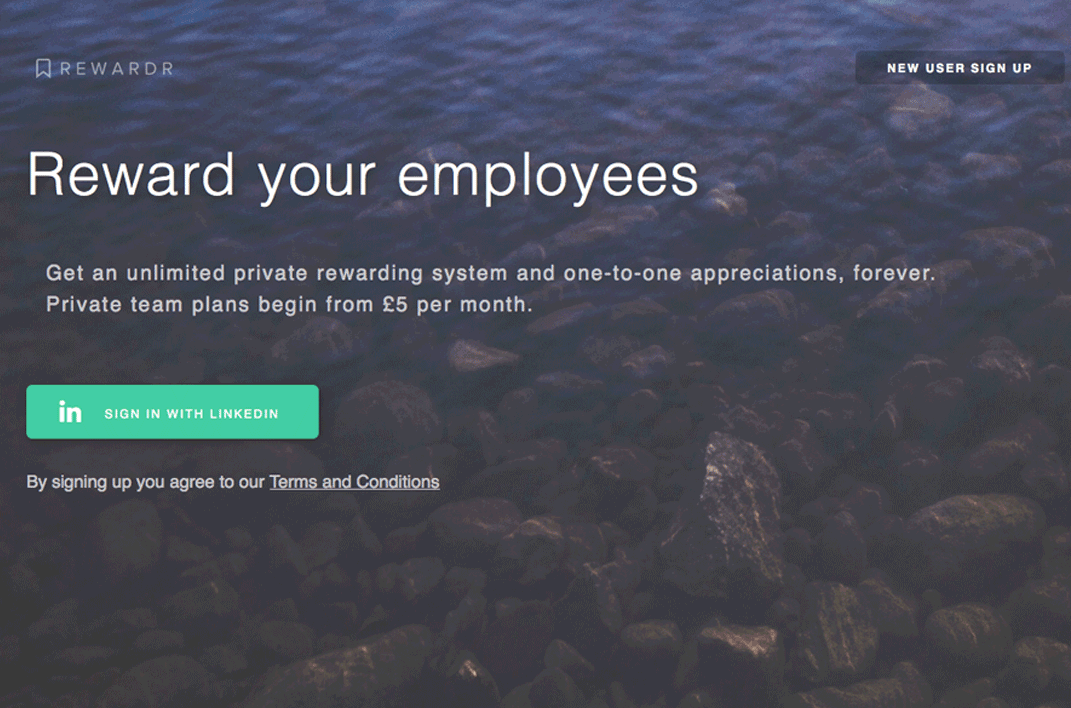 REWARDR
NEW USER SIGN UP
Reward your employees
Get an unlimited private rewarding system and one-to-one appreciations, forever.
Private team plans begin from £5 per month.
in SIGN IN WITH LINKEDIN
By signing up you agree to our Terms and Conditions